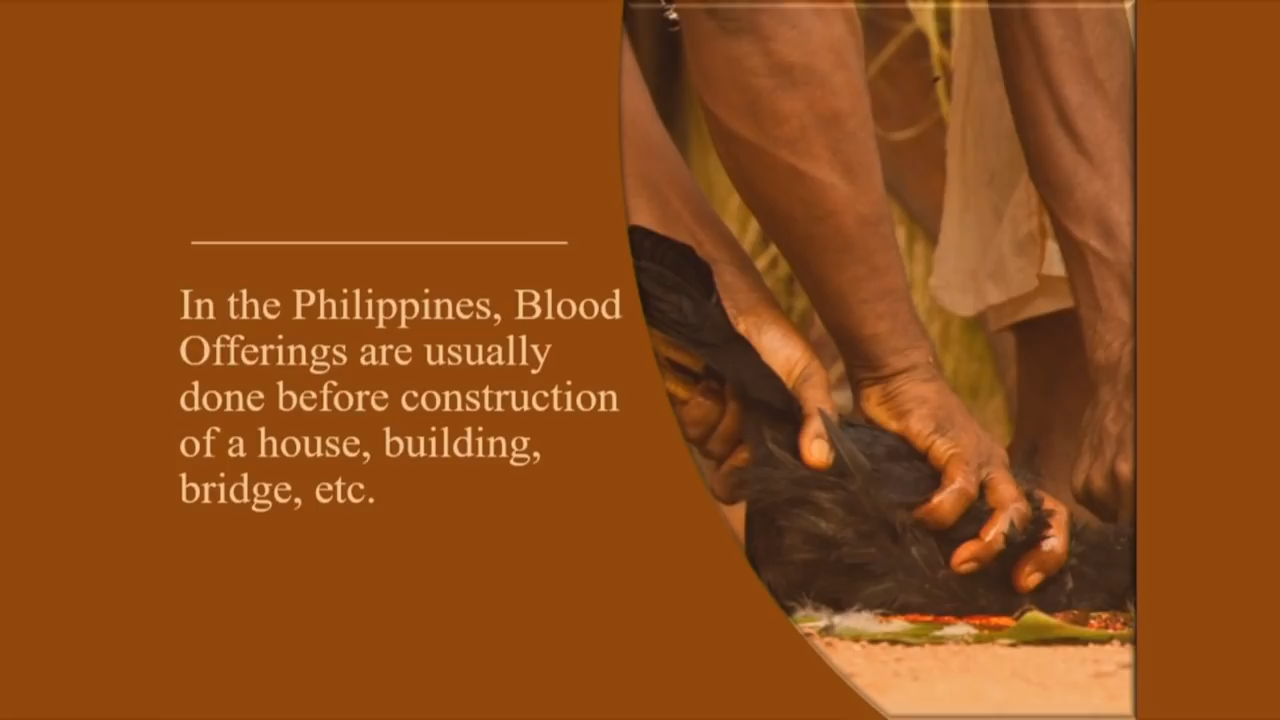 In the Philippines, Blood
Offerings are usually
done before construction
of a house, building,
bridge, etc.